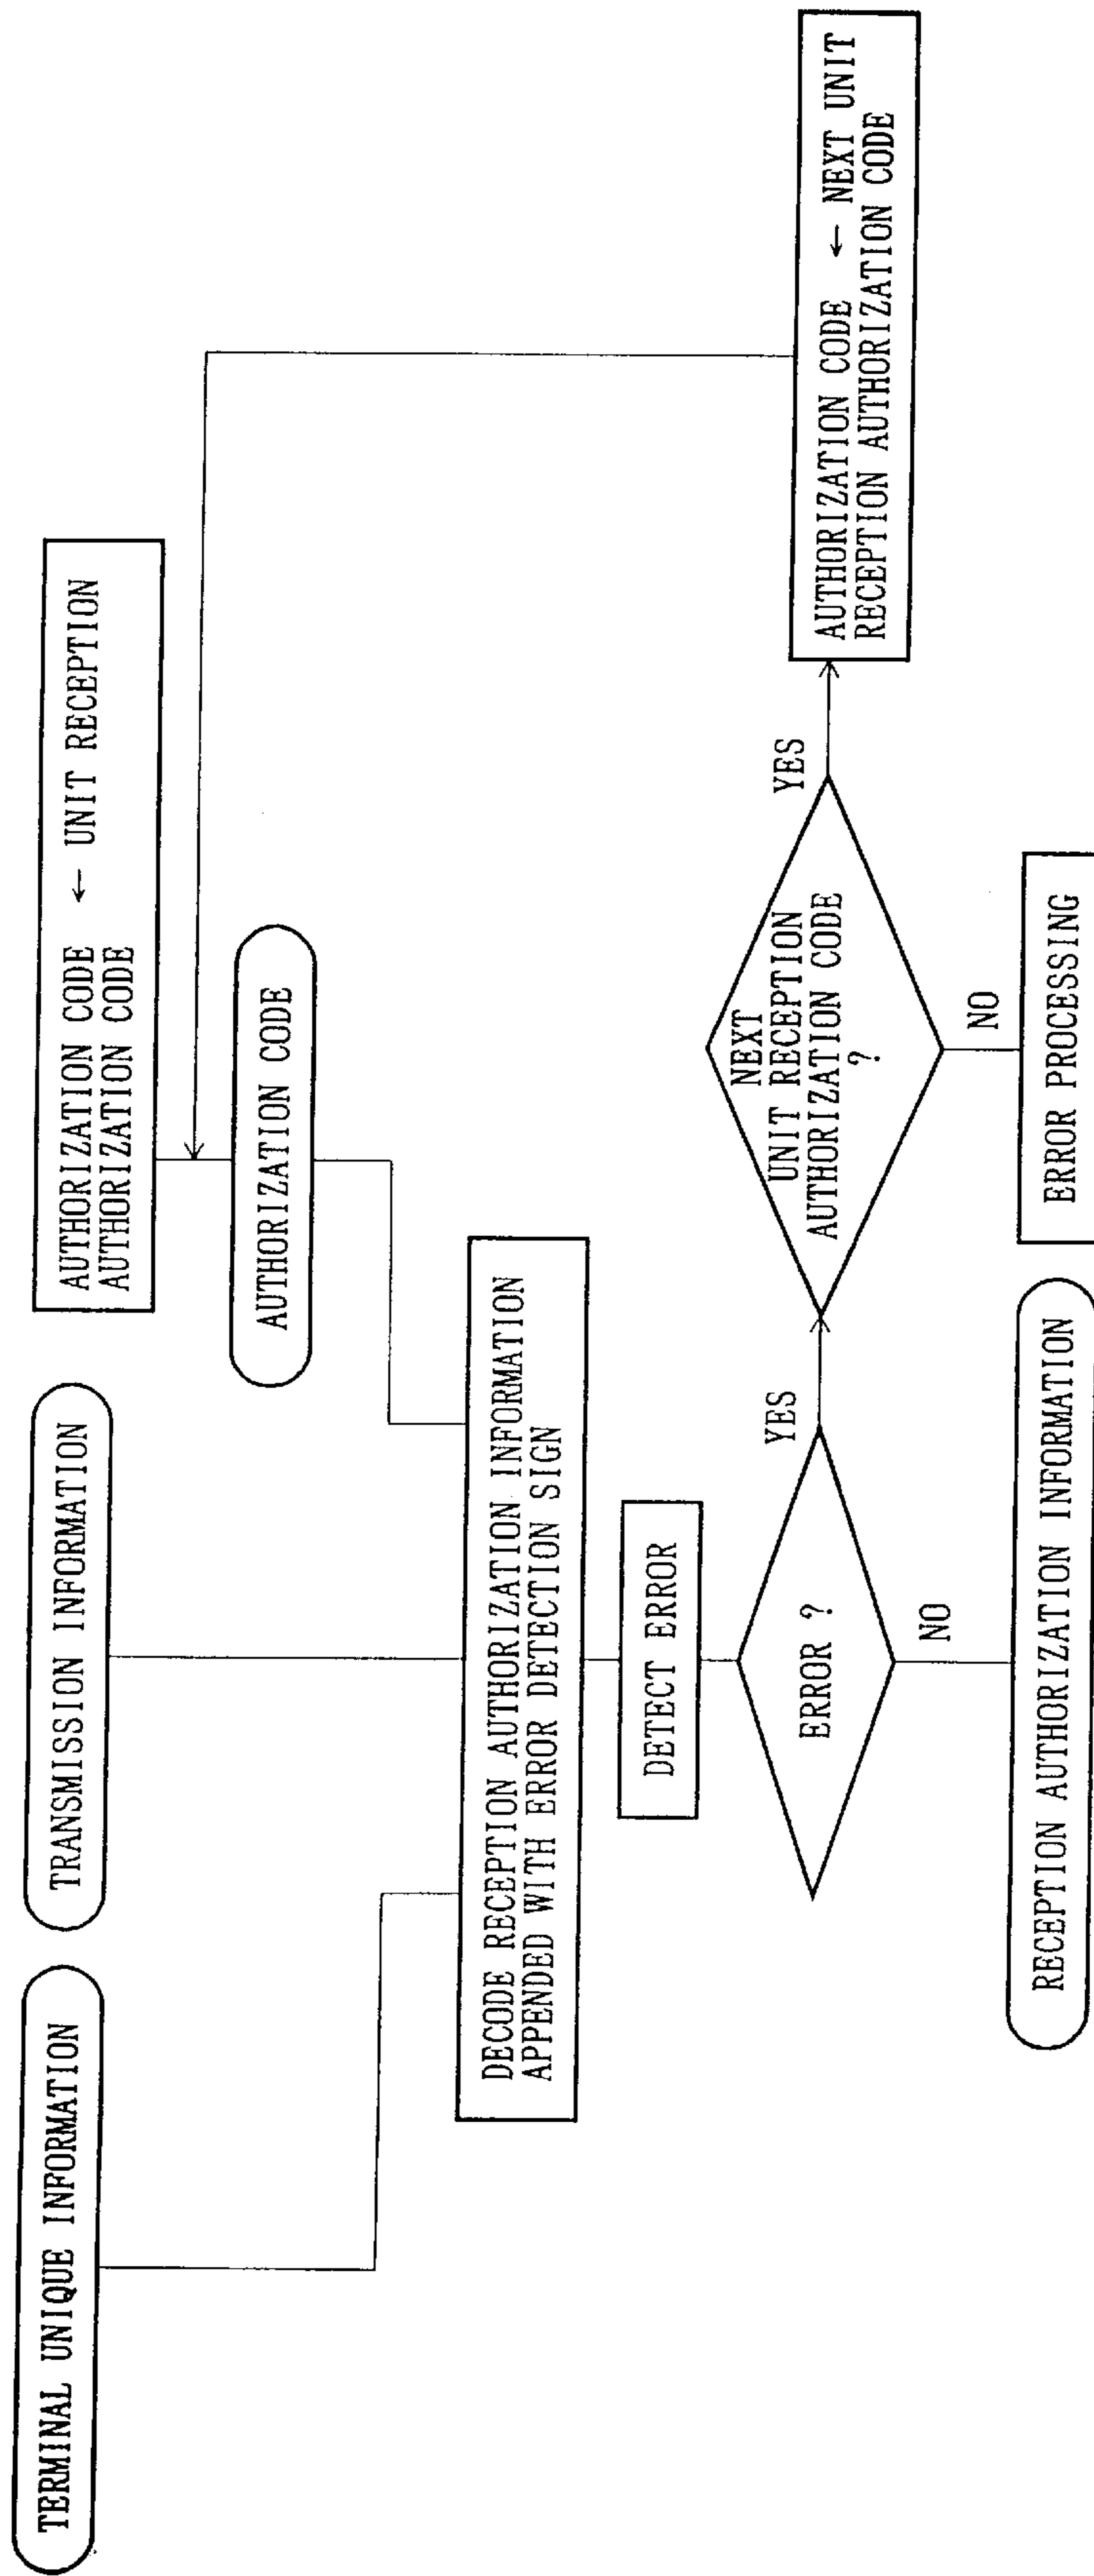 TERMINAL UNIQUE INFORMATION
TRANSMISSION INFORMATION
AUTHORIZATION CODE ← UNIT RECEPTION
AUTHORIZATION CODE
AUTHORIZATION CODE
DECODE RECEPTION AUTHORIZATION INFORMATION
APPENDED WITH ERROR DETECTION SIGN
DETECT ERROR
ERROR ?
YES
NO
NEXT
UNIT RECEPTION
AUTHORIZATION CODE
?
YES
NO
AUTHORIZATION CODE ← NEXT UNIT
RECEPTION AUTHORIZATION CODE
RECEPTION AUTHORIZATION INFORMATION
ERROR PROCESSING